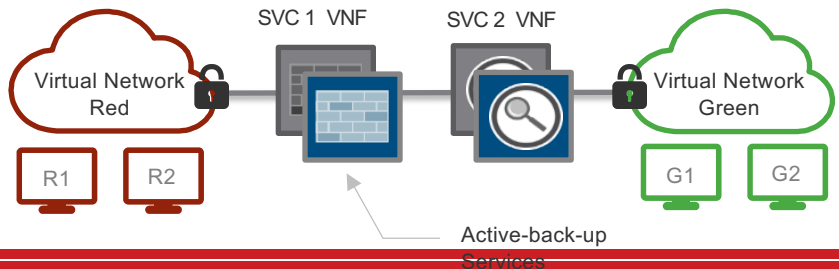 SVC 1 VNF
SVC 2 VNF
Virtual Network
Red
Virtual Network
Green
R1
R2
G1
G2
Active-back-up
Services